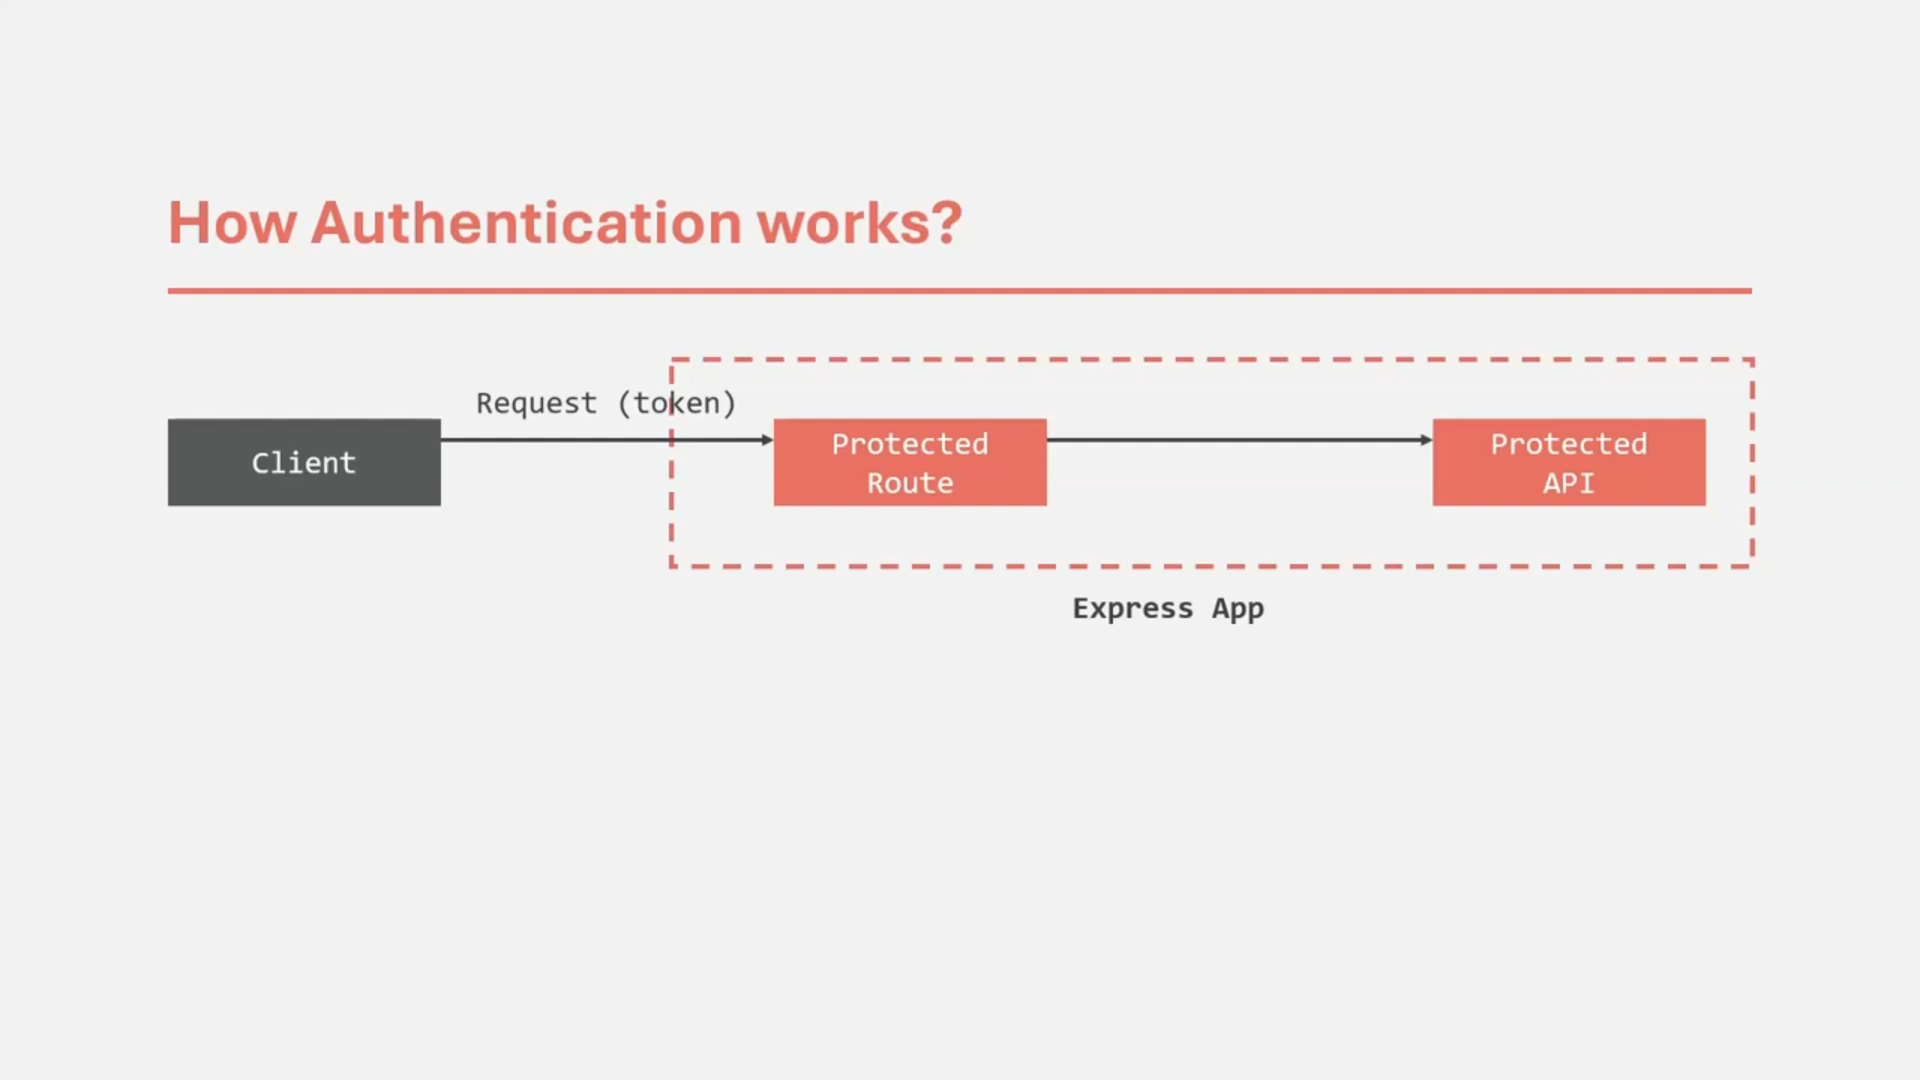 How Authentication works?
Request (token)
Client
Protected
Route
Protected
API
Express App